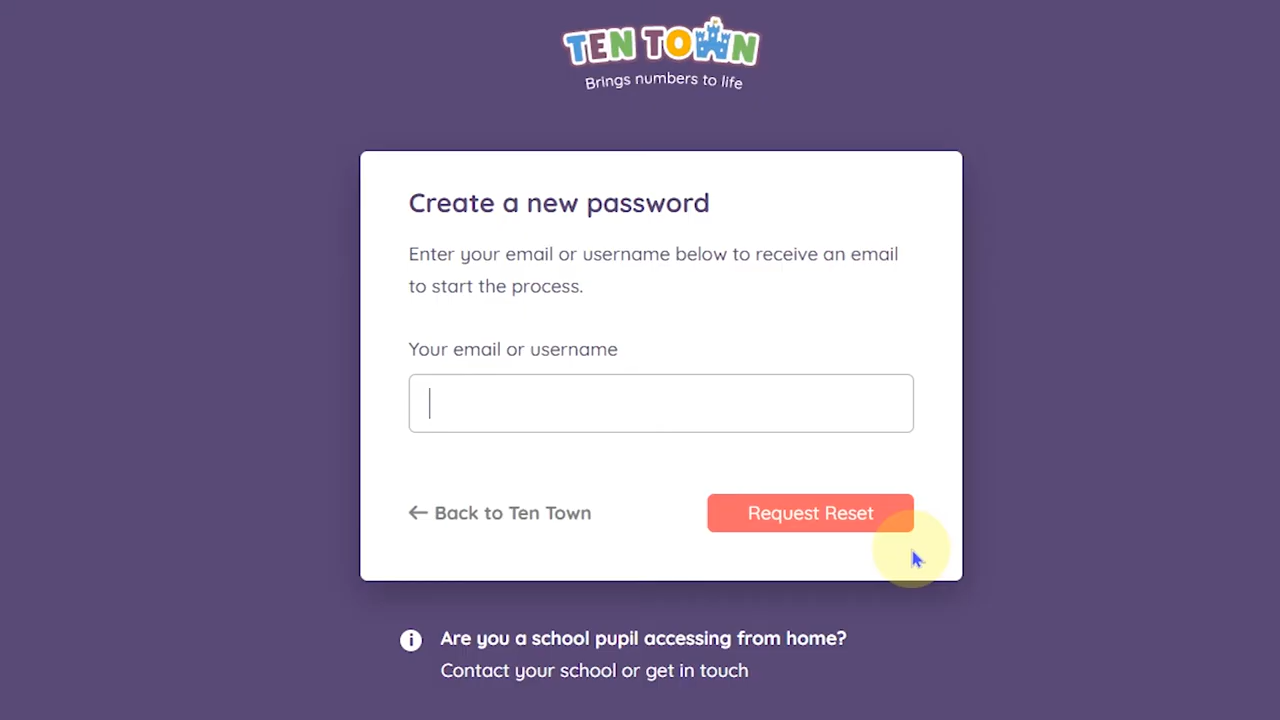 TEN TOWN
Brings numbers to life
Create a new password
Enter your email or username below to receive an email
to start the process.
Your email or username
← Back to Ten Town
Request Reset
Are you a school pupil accessing from home?
Contact your school or get in touch